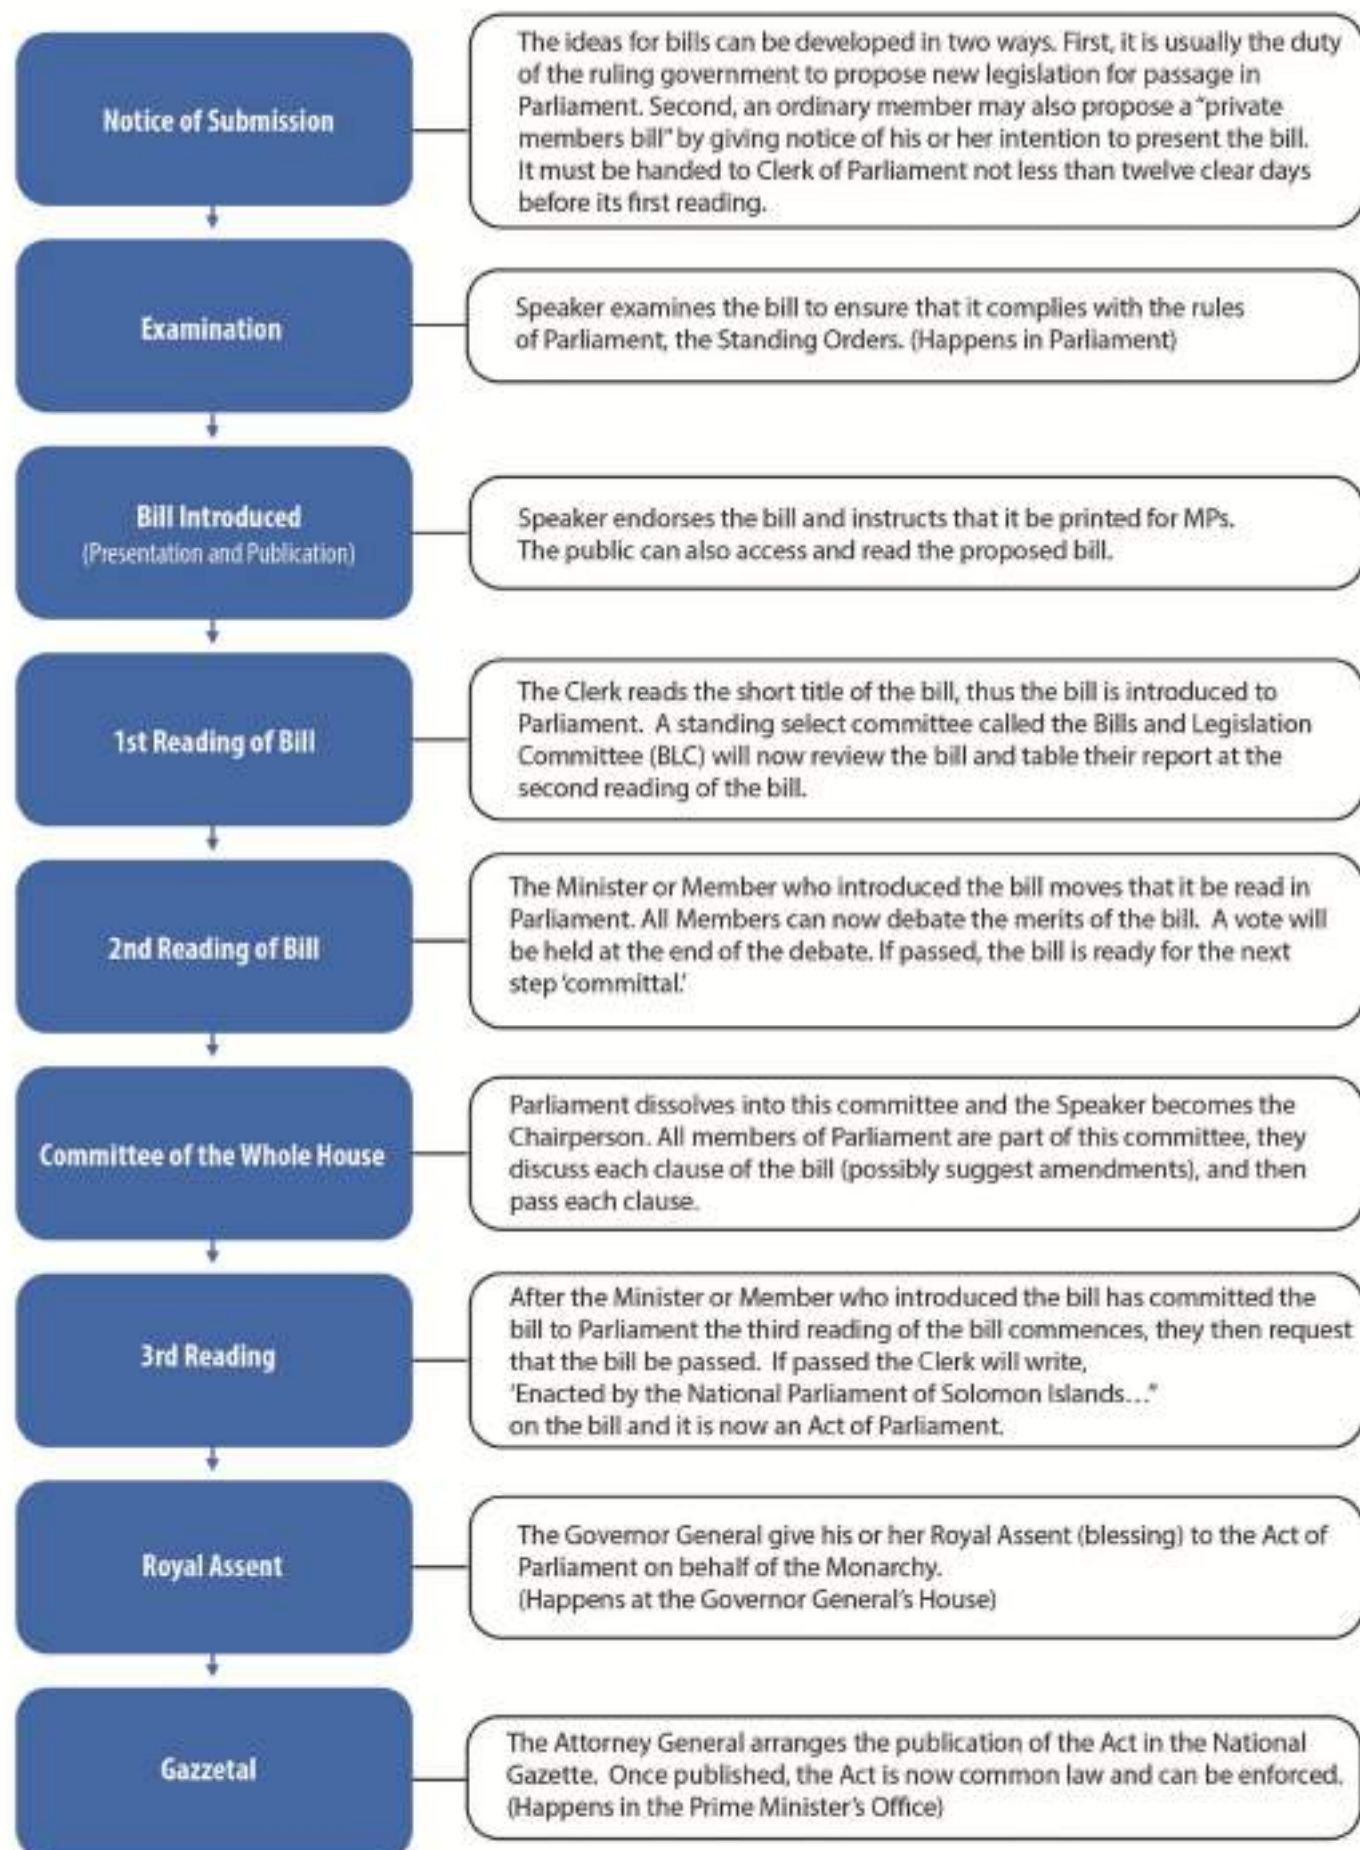 Notice of Submission
The ideas for bills can be developed in two ways. First, it is usually the duty
of the ruling government to propose new legislation for passage in
Parliament. Second, an ordinary member may also propose a "private
members bill" by giving notice of his or her intention to present the bill.
It must be handed to Clerk of Parliament not less than twelve clear days
before its first reading.
Examination
Speaker examines the bill to ensure that it complies with the rules
of Parliament, the Standing Orders. (Happens in Parliament)
Bill Introduced
(Presentation and Publication)
Speaker endorses the bill and instructs that it be printed for MPs.
The public can also access and read the proposed bill.
1st Reading of Bill
The Clerk reads the short title of the bill, thus the bill is introduced to
Parliament. A standing select committee called the Bills and Legislation
Committee (BLC) will now review the bill and table their report at the
second reading of the bill.
2nd Reading of Bill
The Minister or Member who introduced the bill moves that it be read in
Parliament. All Members can now debate the merits of the bill. A vote will
be held at the end of the debate. If passed, the bill is ready for the next
step 'committal.'
Committee of the Whole House
Parliament dissolves into this committee and the Speaker becomes the
Chairperson. All members of Parliament are part of this committee, they
discuss each clause of the bill (possibly suggest amendments), and then
pass each clause.
3rd Reading
After the Minister or Member who introduced the bill has committed the
bill to Parliament the third reading of the bill commences, they then request
that the bill be passed. If passed the Clerk will write,
'Enacted by the National Parliament of Solomon Islands..."
on the bill and it is now an Act of Parliament.
Royal Assent
The Governor General give his or her Royal Assent (blessing) to the Act of
Parliament on behalf of the Monarchy.
(Happens at the Governor General's House)
Gazzetal
The Attorney General arranges the publication of the Act in the National
Gazette. Once published, the Act is now common law and can be enforced.
(Happens in the Prime Minister's Office)